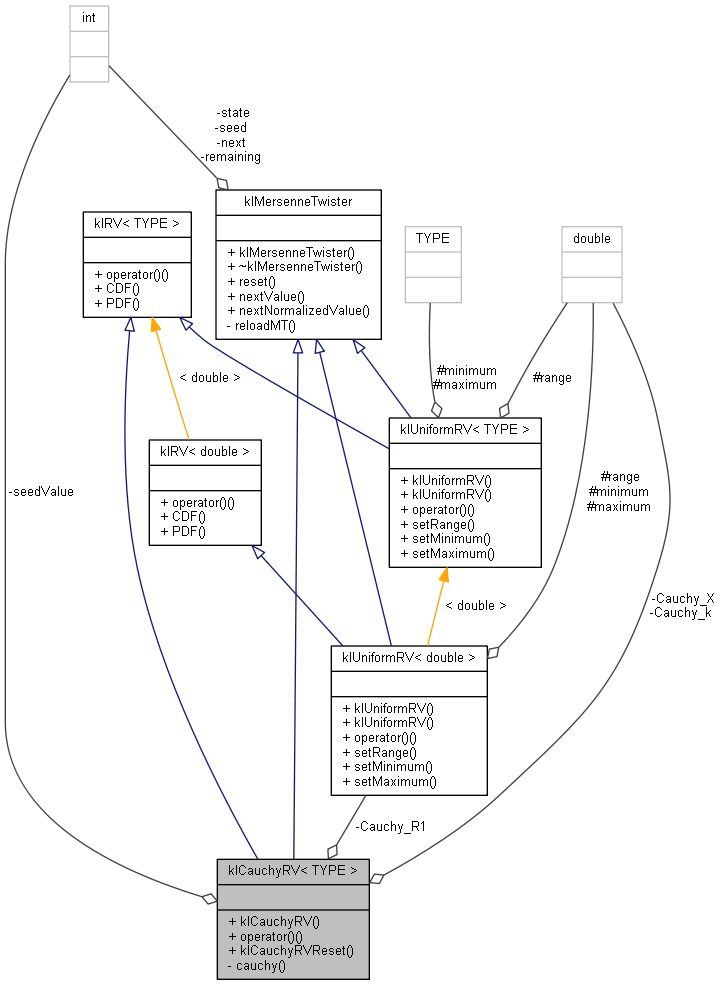 int
-state
-seed
-next
-remaining
klMersenneTwister
+ klMersenneTwister()
+ ~klMersenneTwister()
+ reset()
+ nextValue()
+ nextNormalizedValue()
- reloadMT()
klRV< TYPE >
+ operator()()
+ CDF()
+ PDF()
TYPE
double
< double >
#minimum
#maximum
#range
klUniformRV< TYPE >
+ klUniformRV()
+ klUniformRV()
+ operator()()
+ setRange()
+ setMinimum()
+ setMaximum()
klRV< double >
+ operator()()
+ CDF()
+ PDF()
-seedValue
#range
#minimum
#maximum
< double >
-Cauchy_X
-Cauchy_k
klUniformRV< double >
+ klUniformRV()
+ klUniformRV()
+ operator()()
+ setRange()
+ setMinimum()
+ setMaximum()
-Cauchy_R1
klCauchyRV< TYPE >
+ klCauchyRV()
+ operator()()
+ klCauchyRVReset()
- cauchy()